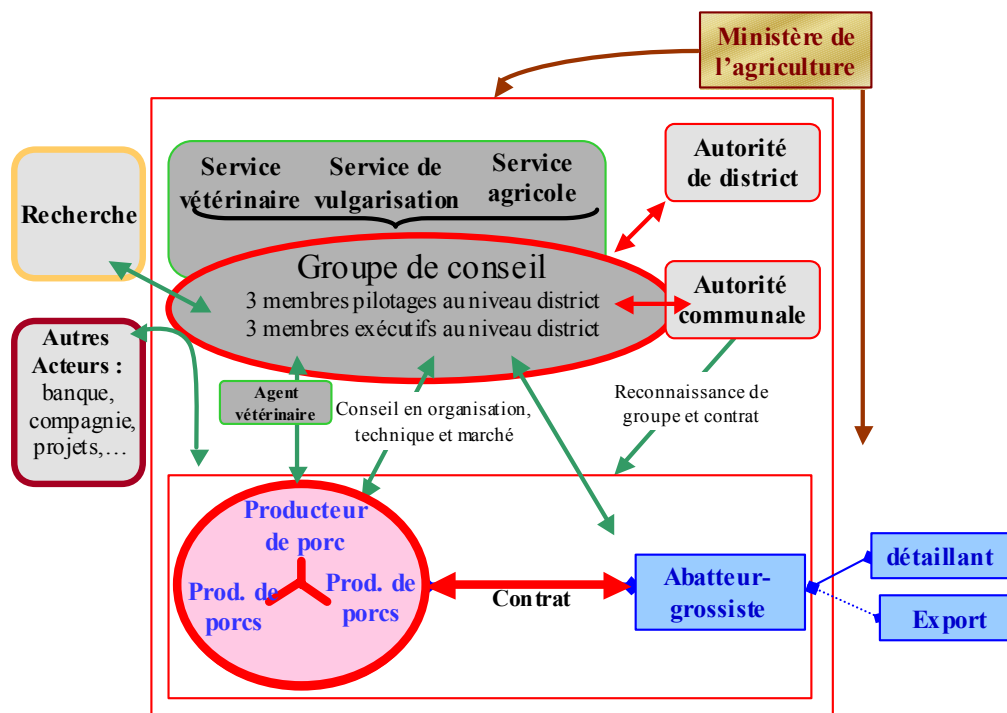 Ministère de
l'agriculture
Service
vétérinaire
Service de
vulgarisation
Service
agricole
Autorité
de district
Recherche
Groupe de conseil
3 membres pilotages au niveau district
3 membres exécutifs au niveau district
Autorité
communale
Autres
Acteurs :
banque,
compagnie,
projets,...
Agent
vétérinaire
Conseil en organisation,
technique et marché
Reconnaissance de
groupe et contrat
Producteur
de porc
Prod. de
porcs
Prod. de
porcs
Contrat
Abatteur-
grossiste
détaillant
Export